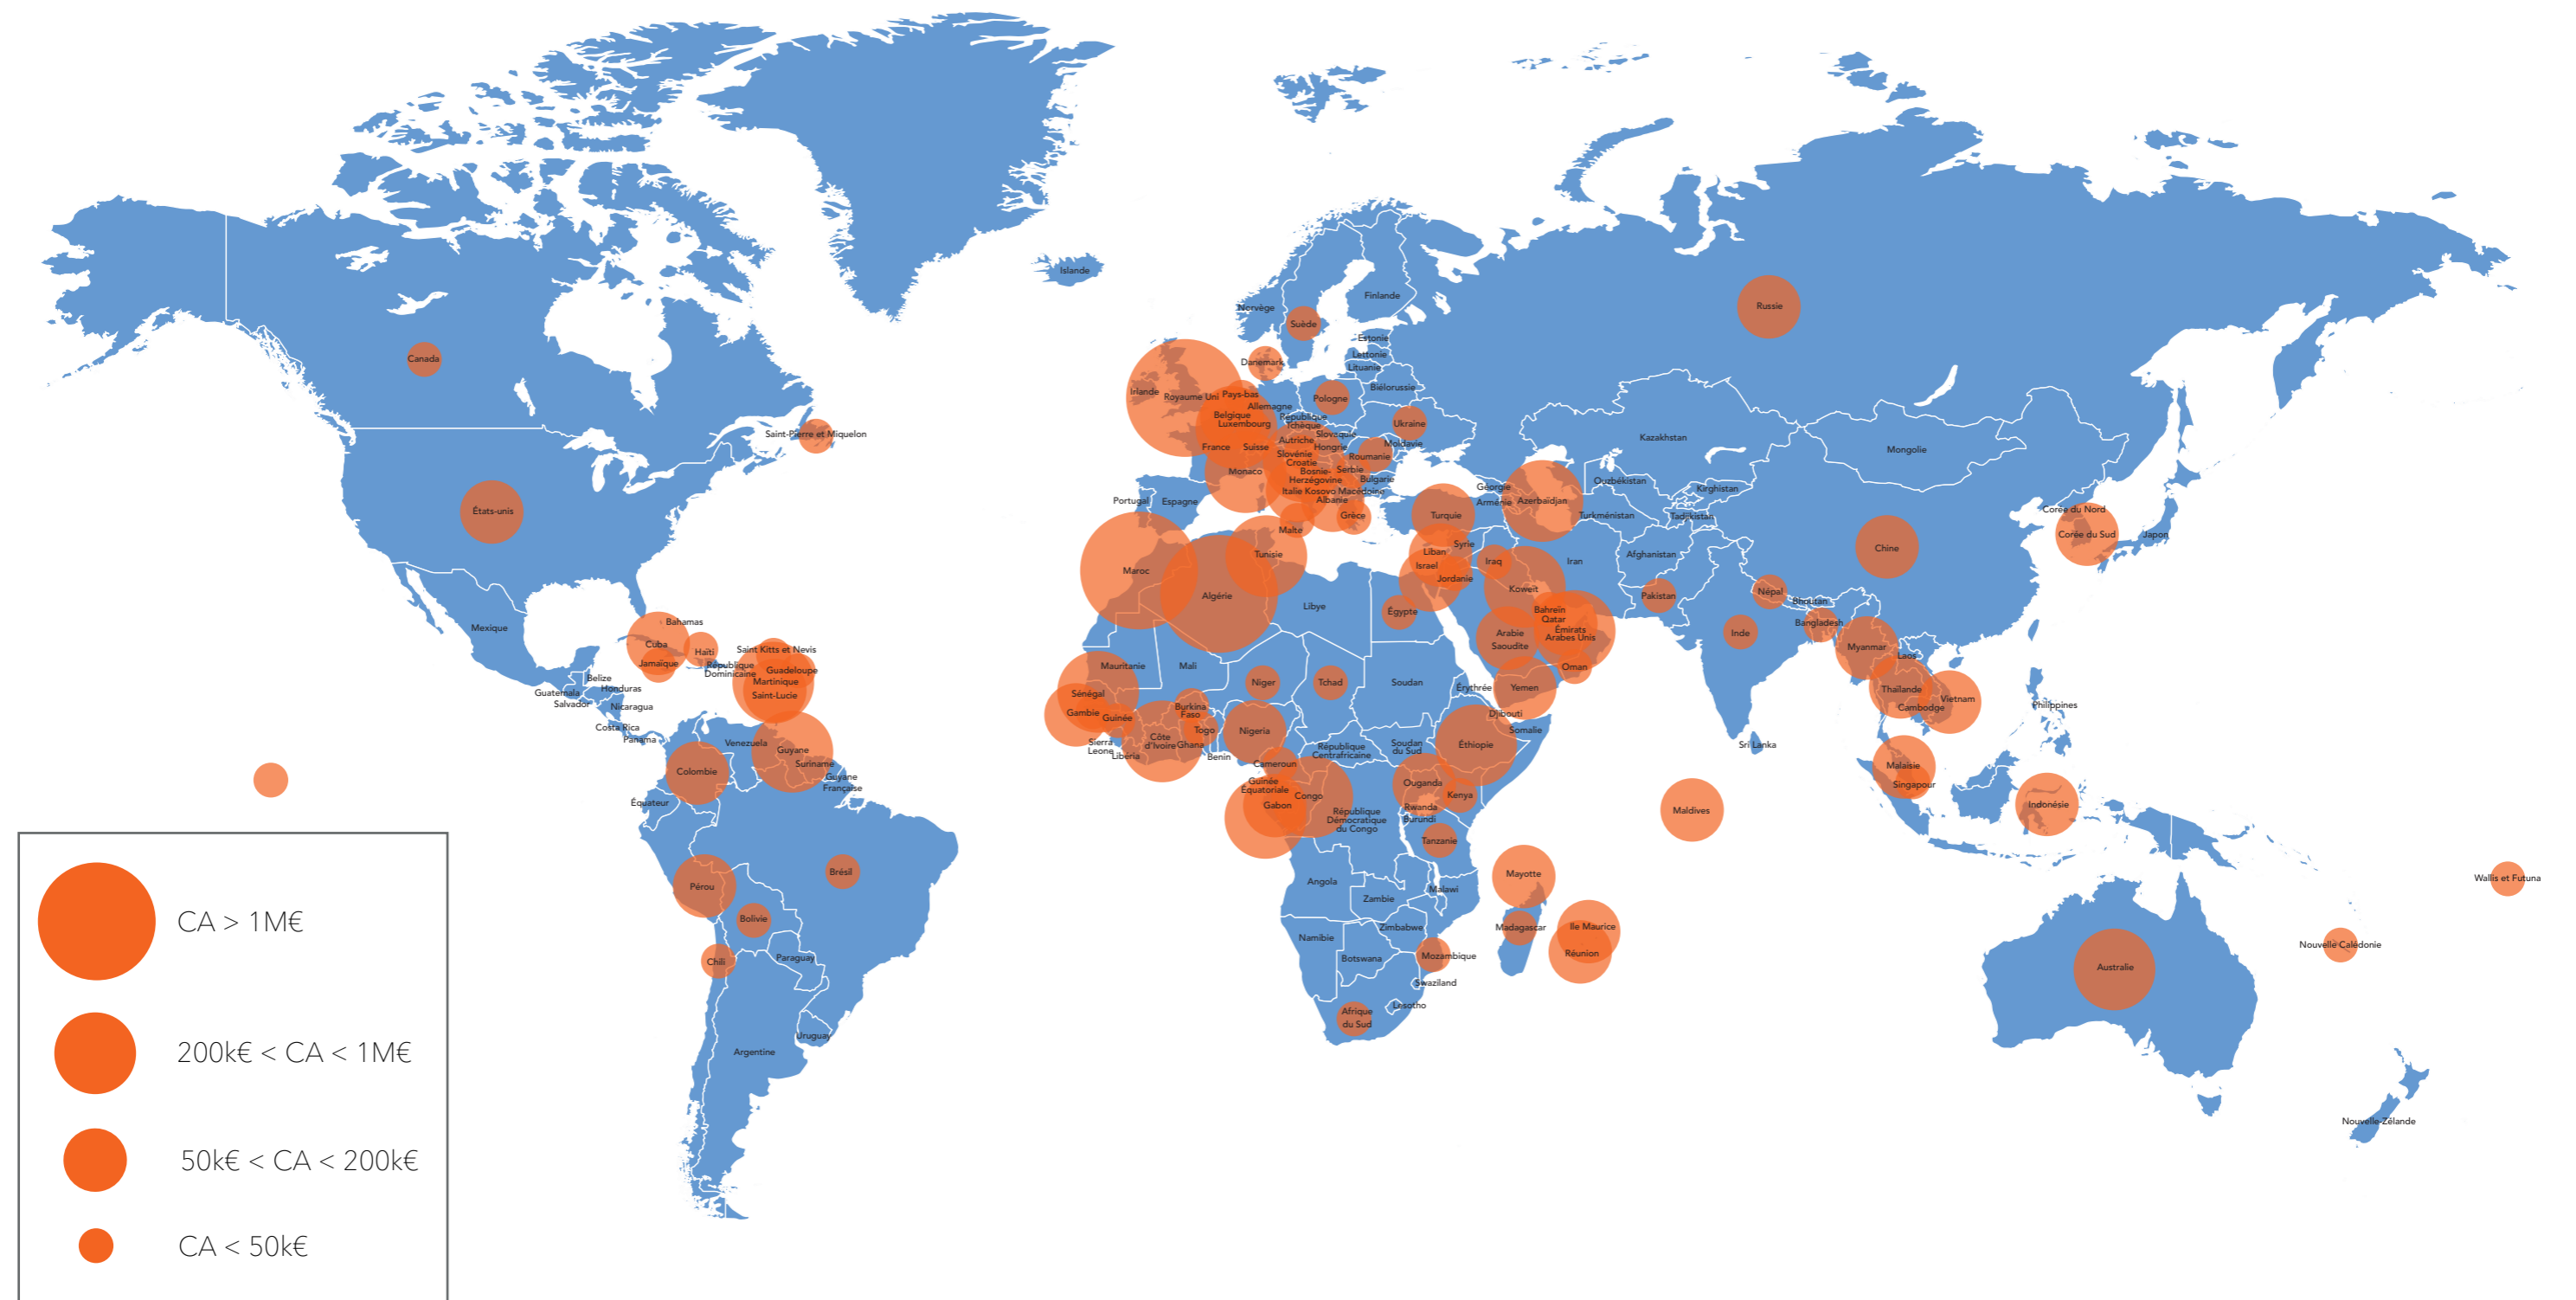 Islande
Finlande
Norvège
Russie
Suède
Estonie
Lettonie
Lituanie
Canada
Danemark
Biélorussie
Irlande
Royaume Uni
Pays-bas
Pologne
Allemagne
Belgique
République
Tchèque
Luxembourg
Ukraine
Saint-Pierre et Miquelon
Slovaquie
Autriche
Moldavie
Kazakhstan
France
Suisse
Hongrie
Mongolie
Slovénie
Roumanie
Croatie
Monaco
Bosnie-
Serbie
Herzégovine
Bulgarie
Ouzbékistan
Georgie
Kirghistan
Italie
Kosovo
Macédoine
Portugal
Espagne
Albanie
Arménie
Azerbaïdjan
États-unis
Corée du Nord
Grèce
Turquie
Turkménistan
Tadjikistan
Malte
Corée du Sud
Japon
Syrie
Chine
Tunisie
Liban
Afghanistan
Iraq
Iran
Israel
Maroc
Jordanie
Koweit
Algérie
Pakistan
Népal
Bhoutan
Libye
Égypte
Bahreïn
Qatar
Bahamas
Mexique
Émirats
Arabes Unis
Bangladesh
Arabie
Saoudite
Inde
Cuba
Haïti
Saint Kitts et Nevis
Myanmar
Laos
Jamaïque
République
Dominicaine
Guadeloupe
Mauritanie
Mali
Oman
Belize
Martinique
Niger
Tchad
Soudan
Érythrée
Yemen
Honduras
Guatemala
Saint-Lucie
Sénégal
Thaïlande
Vietnam
Salvador
Nicaragua
Burkina
Faso
Cambodge
Philippines
Gambie
Guinée
Djibouti
Costa Rica
Togo
Nigeria
Somalie
Panama
Venezuela
Côte
d'Ivoire
Ghana
Sierra
Leone
Liberia
Benin
République
Centrafricaine
Soudan
du Sud
Éthiopie
Sri Lanka
Guyane
Suriname
Cameroun
Colombie
Guyane
Française
Guinée
Équatoriale
Ouganda
Malaisie
Singapour
Équateur
Gabon
Congo
Kenya
Rwanda
Burundi
Maldives
Indonésie
République
Démocratique
du Congo
Tanzanie
Brésil
Mayotte
Wallis et Futuna
Pérou
Angola
Malawi
Zambie
Bolivie
Zimbabwe
Madagascar
Ile Maurice
Namibie
Nouvelle Calédonie
Chili
Paraguay
Botswana
Mozambique
Réunion
Australie
Swaziland
Lesotho
Afrique
du Sud
Uruguay
Argentine
Nouvelle-Zélande
CA > 1M€
200k€ < CA < 1M€
50k€ < CA < 200k€
CA < 50k€